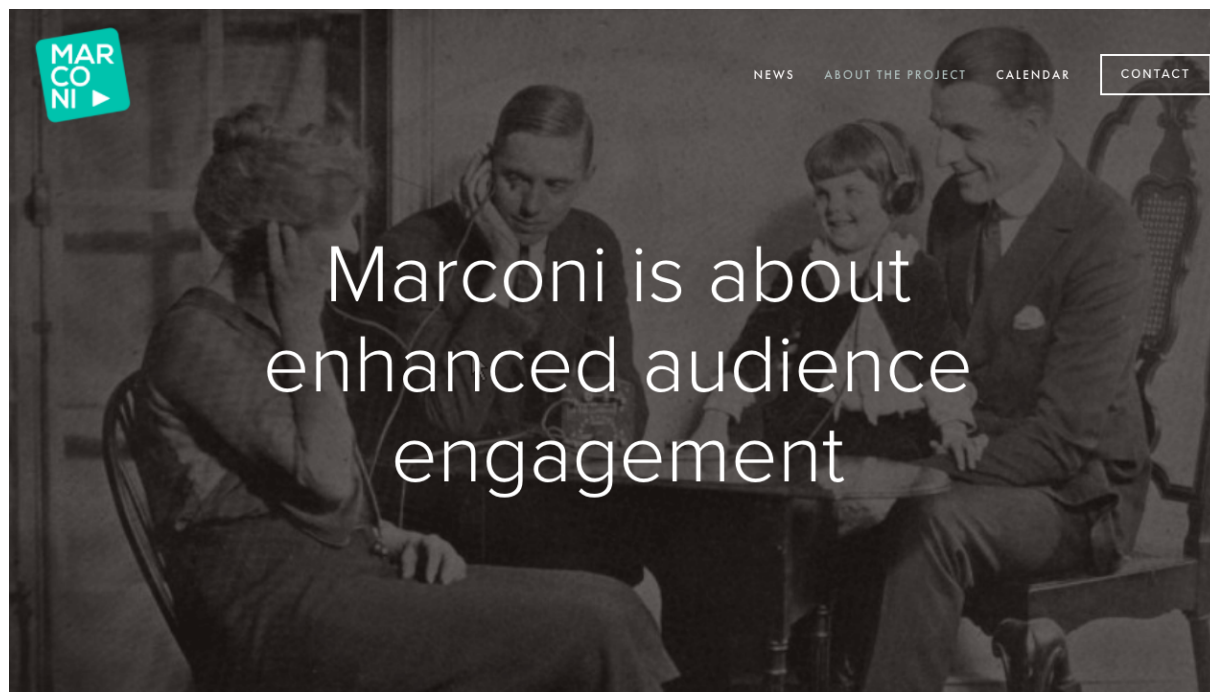 MAR
CO
NI
NEWS
ABOUT THE PROJECT
CALENDAR
CONTACT
Marconi is about
enhanced audience
engagement